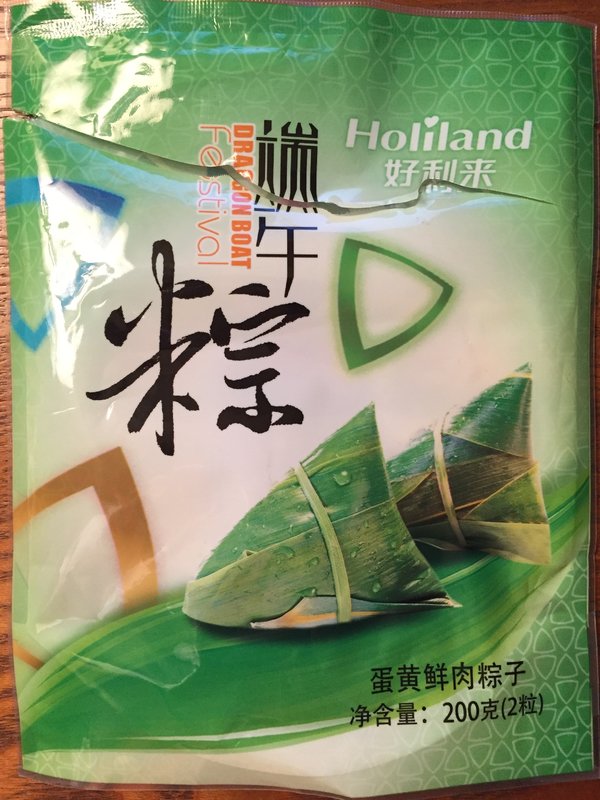 Holiland
好利来
端午
DRAGOON BOAT
Festival
粽
蛋黄鲜肉粽子
净含量：200克(2粒)